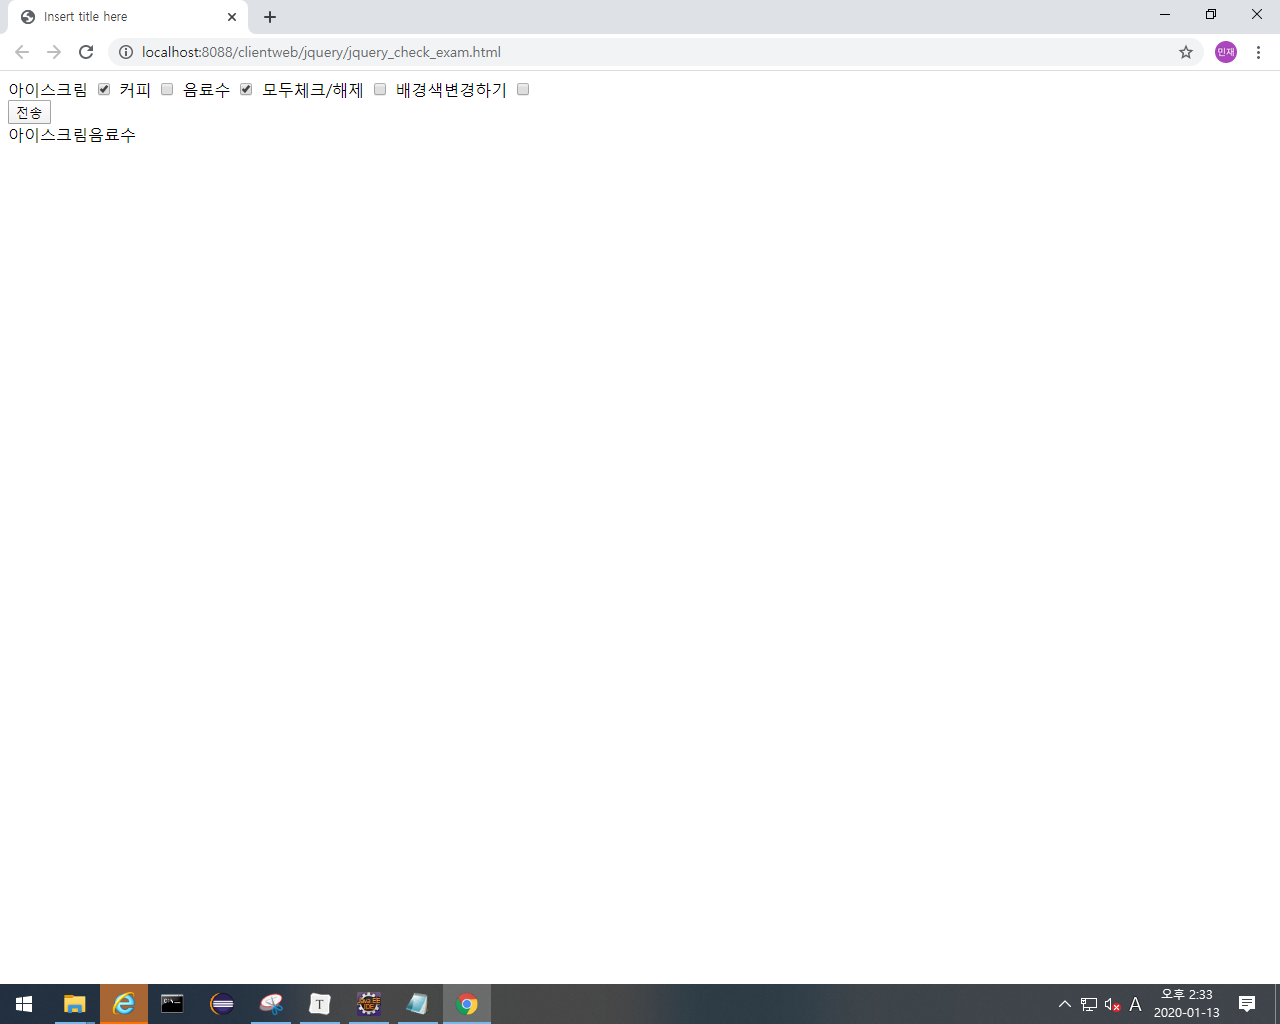 Insert title here
localhost:8088/clientweb/jquery/jquery_check_exam.html
민재
아이스크림 커피 음료수 모두체크/해제 배경색변경하기
전송
아이스크림음료수
T
A
오후 2:33
2020-01-13